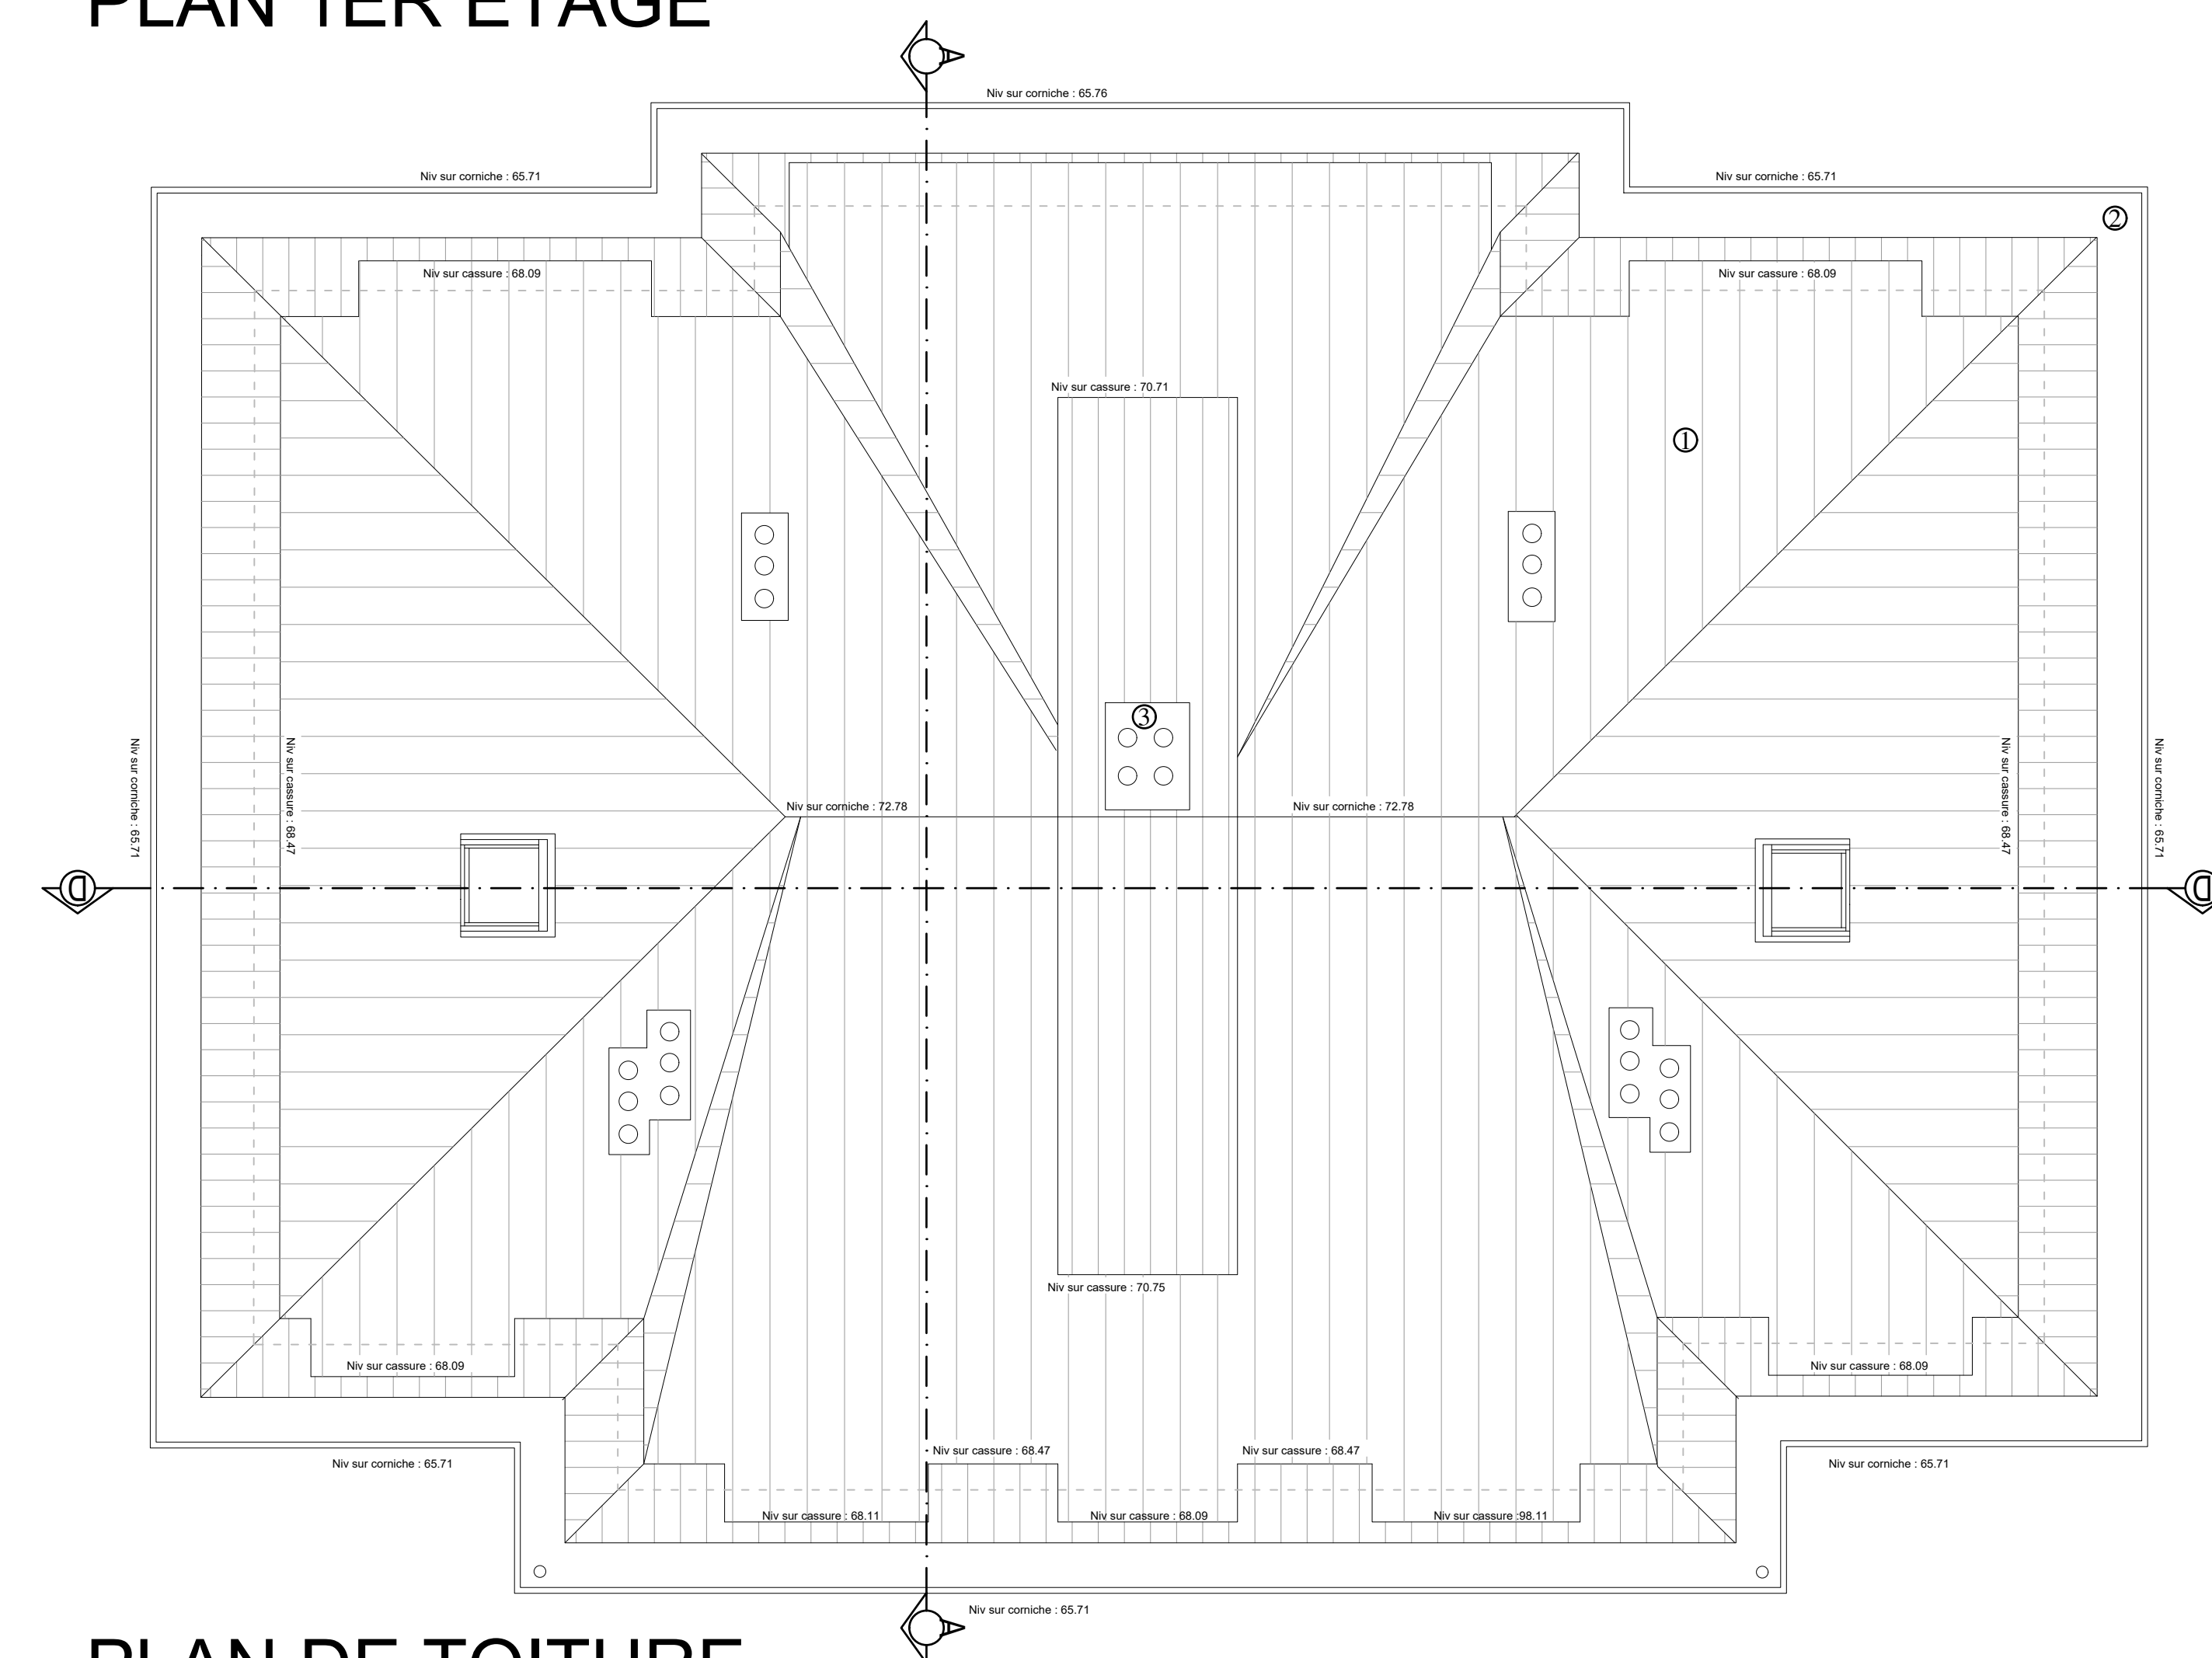 PLAN 1ER ETAGE
A
Niv sur corniche : 65.76
Niv sur corniche : 65.71
Niv sur corniche : 65.71
2
Niv sur cassure : 68.09
Niv sur cassure : 68.09
Niv sur cassure : 70.71
1
3
Niv sur corniche : 65.71
Niv sur cassure : 68.47
Niv sur corniche : 72.78
Niv sur corniche : 72.78
Niv sur cassure : 68.47
Niv sur corniche : 65.71
D
D
Niv sur cassure : 70.75
Niv sur cassure : 68.09
Niv sur cassure : 68.09
Niv sur corniche : 65.71
Niv sur cassure : 68.47
Niv sur cassure : 68.47
Niv sur corniche : 65.71
Niv sur cassure : 68.11
Niv sur cassure : 68.09
Niv sur cassure :98.11
Niv sur corniche : 65.71
A
PLAN DE TOITURE